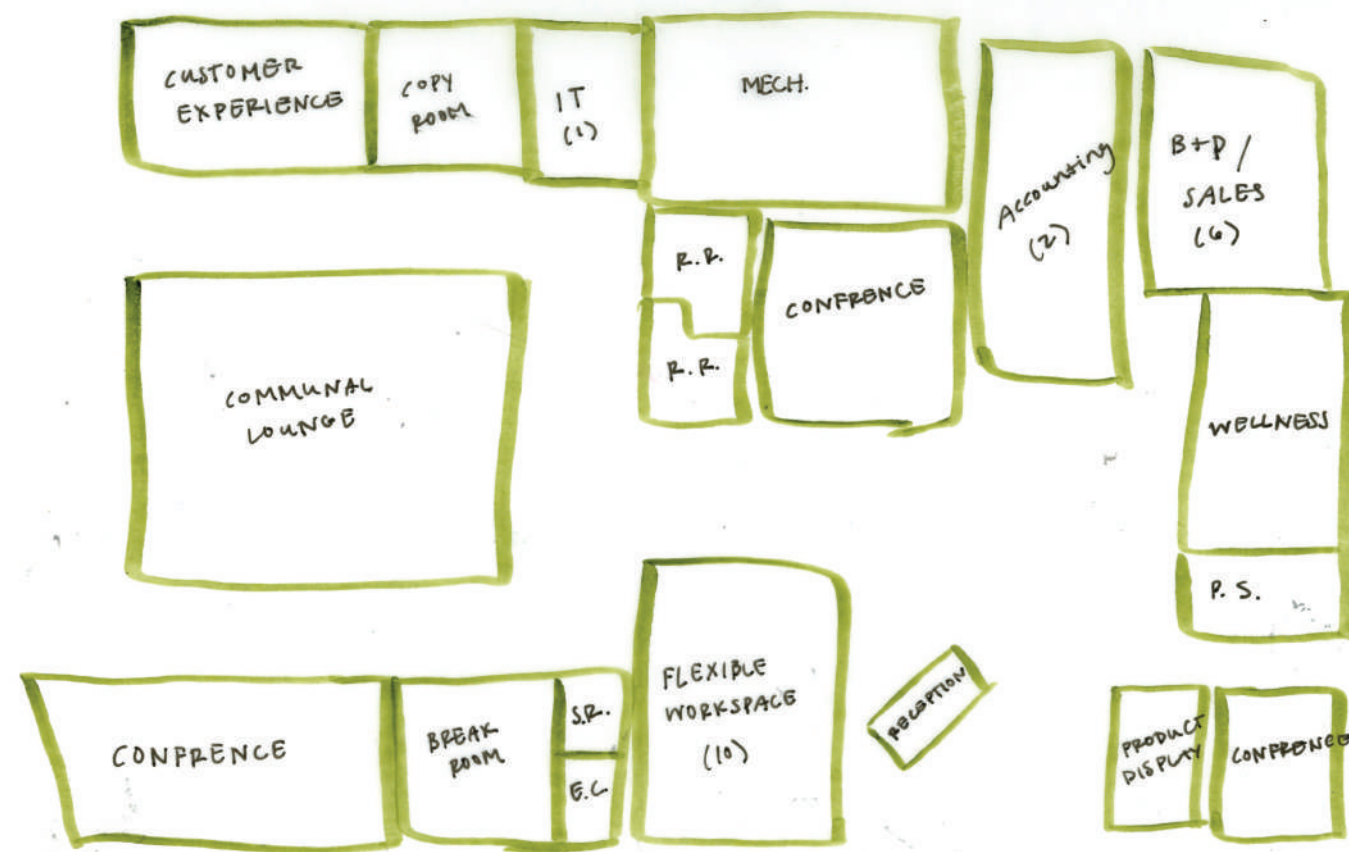 CUSTOMER
EXPERIENCE
COPY
ROOM
IT
(1)
MECH.
Accounting
(2)
B+P /
SALES
(6)
R.R.
R.R.
CONFRENCE
COMMUNAL
LOUNGE
WELLNESS
P. S.
CONFRENCE
BREAK
ROOM
S.R.
E.C
FLEXIBLE
WORKSPACE
(10)
RECEPTION
PRODUCT
DISPLAY
CONFRENCE